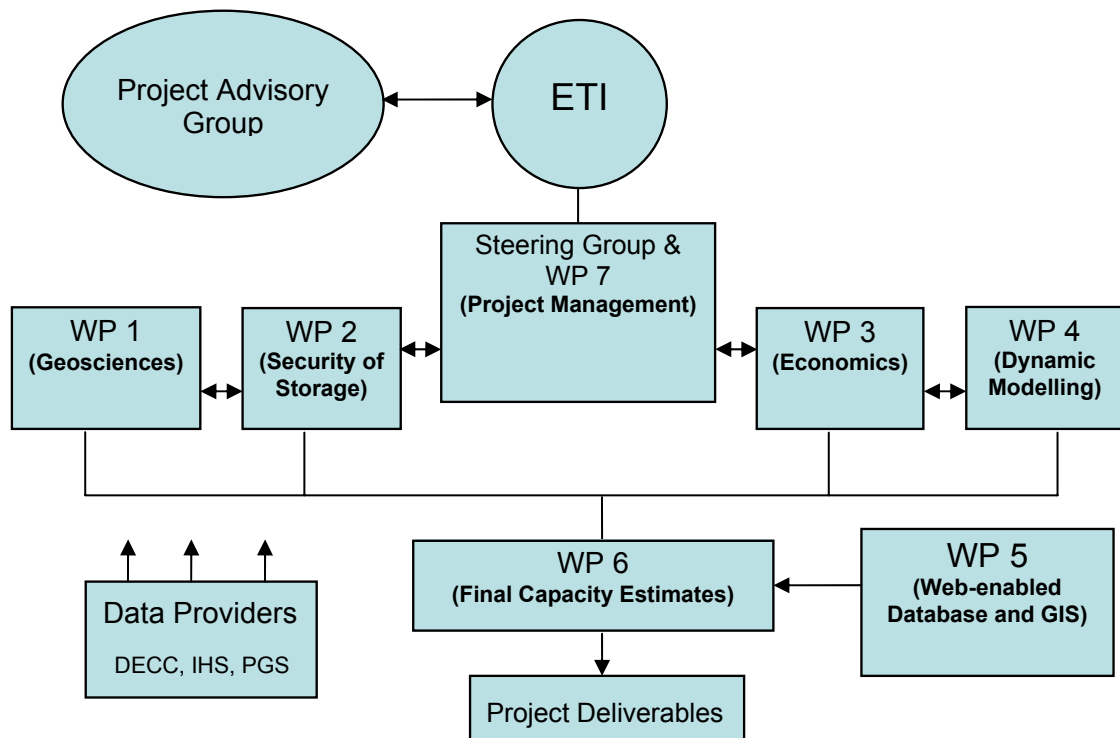 Project Advisory
Group
ETI
Steering Group &
WP 7
(Project Management)
WP 1
(Geosciences)
WP 2
(Security of
Storage)
WP 3
(Economics)
WP 4
(Dynamic
Modelling)
Data Providers
DECC, IHS, PGS
WP 6
(Final Capacity Estimates)
WP 5
(Web-enabled
Database and GIS)
Project Deliverables